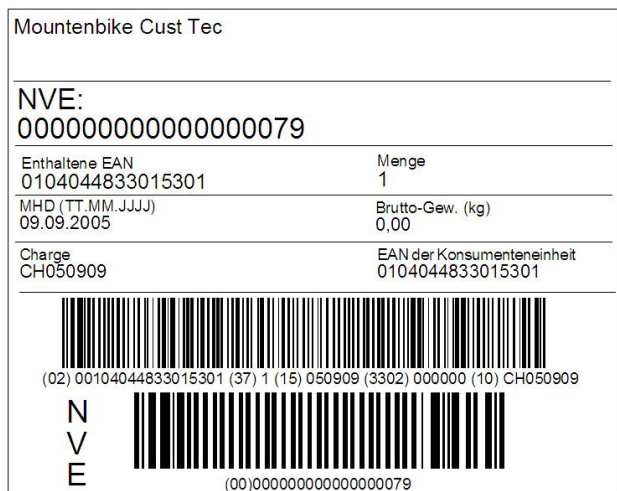 Mountenbike Cust Tec
NVE:
000000000000000079
Enthaltene EAN Menge
0104044833015301 1
MHD (TT.MM.JJJJ) Brutto-Gew. (kg)
09.09.2005 0,00
Charge EAN der Konsumenteneinheit
CH050909 0104044833015301
(02) 00104044833015301 (37) 1 (15) 050909 (3302) 000000 (10) CH050909
NVE
(00)000000000000000079